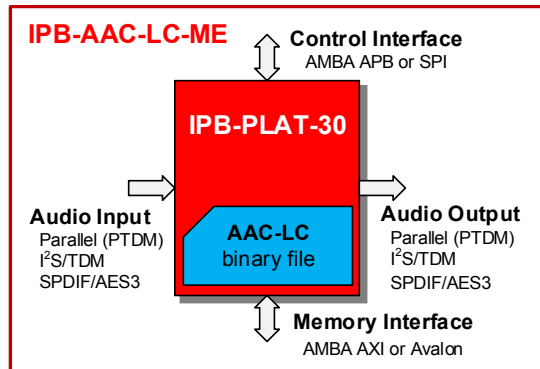 IPB-AAC-LC-ME
Control Interface
AMBA APB or SPI
IPB-PLAT-30
Audio Input
Parallel (PTDM)
I²S/TDM
SPDIF/AES3
AAC-LC
binary file
Audio Output
Parallel (PTDM)
I²S/TDM
SPDIF/AES3
Memory Interface
AMBA AXI or Avalon